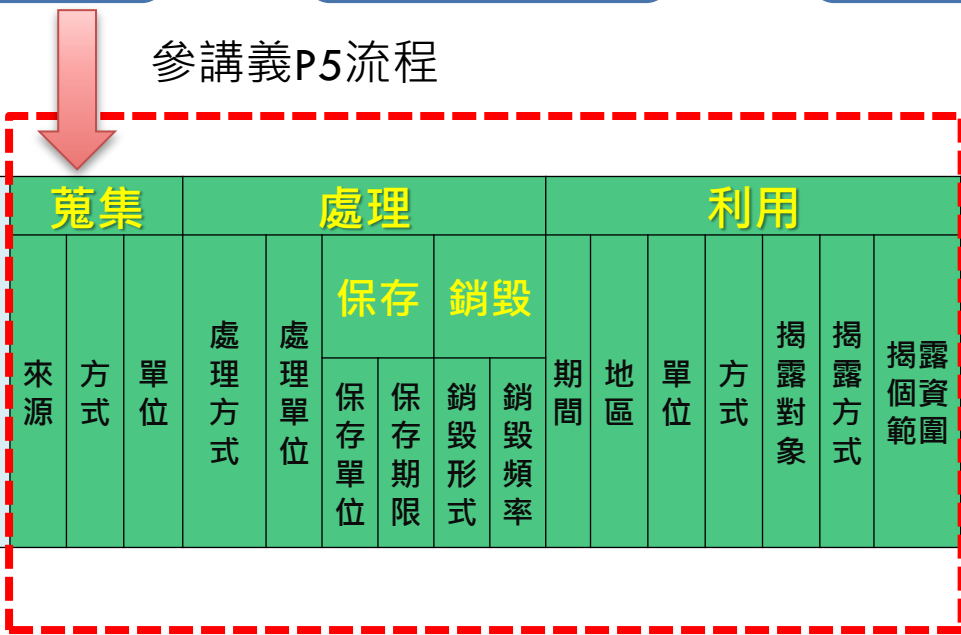 參講義P5流程
蒐集
處理
利用
來源
方式
單位
處理方式
處理單位
保存
銷毀
保存單位
保存期限
銷毀形式
銷毀頻率
期間
地區
單位
方式
揭露對象
揭露方式
揭露個資範圍